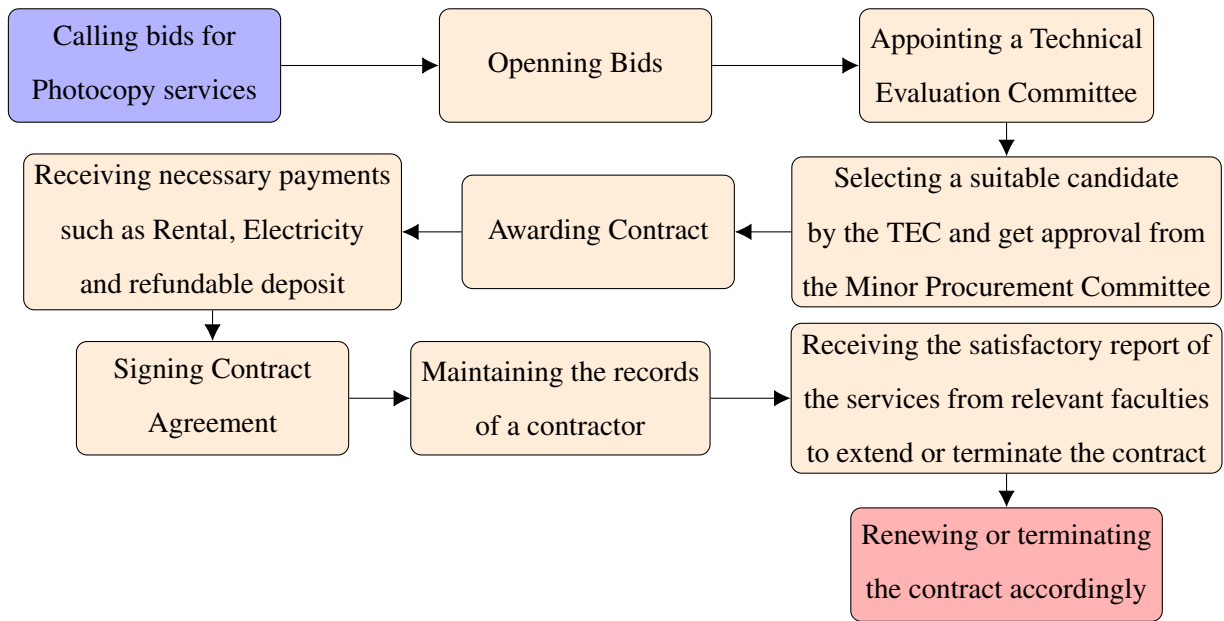 Calling bids for
Photocopy services
Openning Bids
Appointing a Technical
Evaluation Committee
Selecting a suitable candidate
by the TEC and get approval from
the Minor Procurement Committee
Awarding Contract
Receiving necessary payments
such as Rental, Electricity
and refundable deposit
Signing Contract
Agreement
Maintaining the records
of a contractor
Receiving the satisfactory report of
the services from relevant faculties
to extend or terminate the contract
Renewing or terminating
the contract accordingly